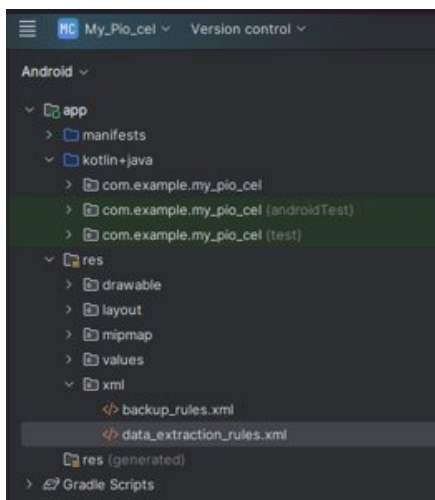 MC My_Pio_cel Version control
Android
app
manifests
kotlin+java
com.example.my_pio_cel
com.example.my_pio_cel (androidTest)
com.example.my_pio_cel (test)
res
drawable
layout
mipmap
values
xml
</> backup_rules.xml
</> data_extraction_rules.xml
res (generated)
Gradle Scripts